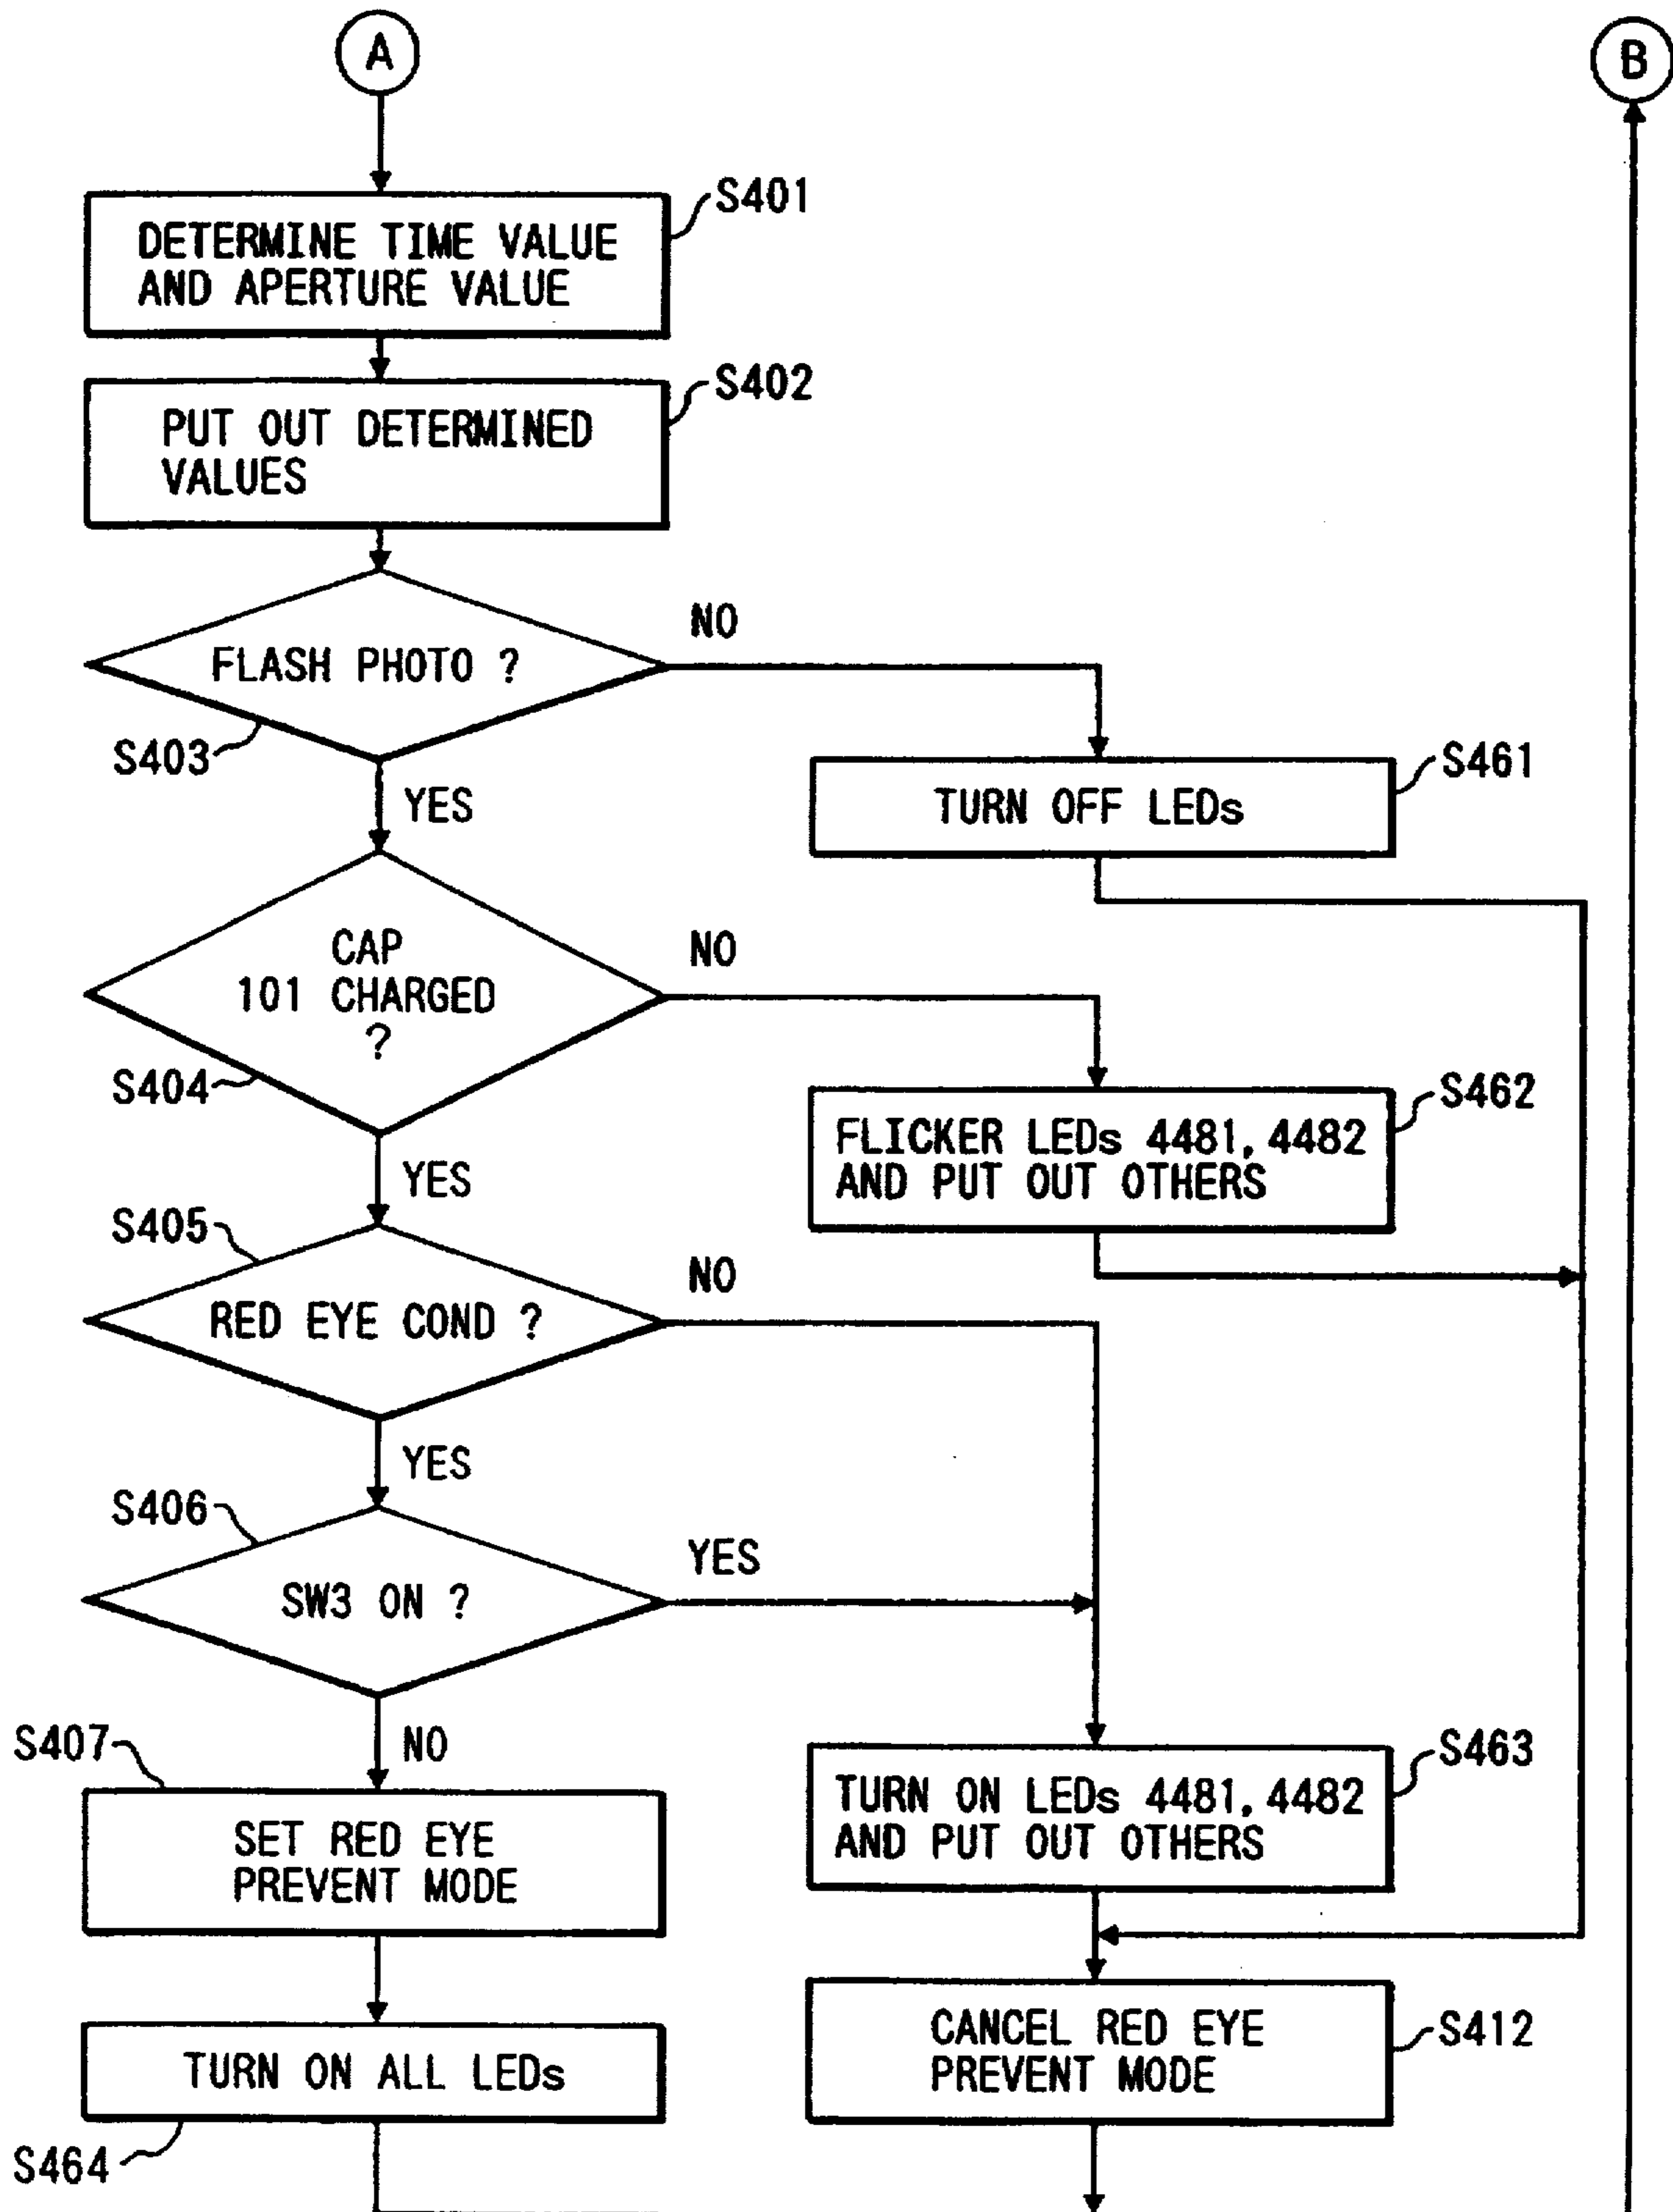 A
B
S401
DETERMINE TIME VALUE
AND APERTURE VALUE
S402
PUT OUT DETERMINED
VALUES
FLASH PHOTO ?
NO
S403
YES
S461
TURN OFF LEDs
CAP
101 CHARGED
?
NO
S404
YES
S462
FLICKER LEDs 4481, 4482
AND PUT OUT OTHERS
S405
RED EYE COND ?
NO
YES
S406
SW3 ON ?
YES
NO
S407
SET RED EYE
PREVENT MODE
S463
TURN ON LEDs 4481, 4482
AND PUT OUT OTHERS
TURN ON ALL LEDs
S464
CANCEL RED EYE
PREVENT MODE
S412